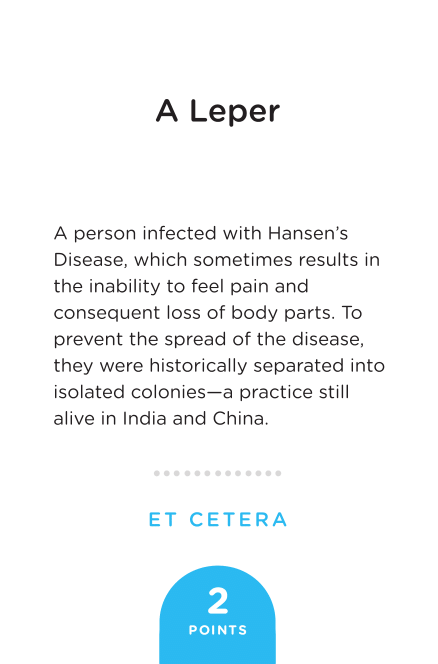 A Leper
A person infected with Hansen’s
Disease, which sometimes results in
the inability to feel pain and
consequent loss of body parts. To
prevent the spread of the disease,
they were historically separated into
isolated colonies—a practice still
alive in India and China.
ET CETERA
2
POINTS